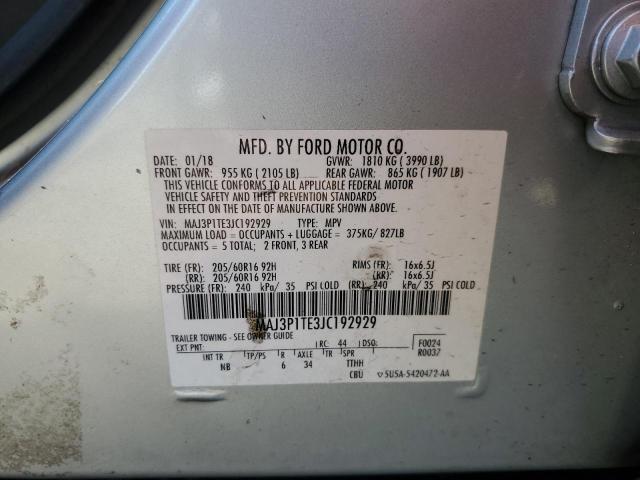 MFD. BY FORD MOTOR CO.
DATE: 01/18 GVWR: 1810 KG ( 3990 LB)
FRONT GAWR: 955 KG ( 2105 LB) REAR GAWR: 865 KG ( 1907 LB)
THIS VEHICLE CONFORMS TO ALL APPLICABLE FEDERAL MOTOR
VEHICLE SAFETY AND THEFT PREVENTION STANDARDS
IN EFFECT ON THE DATE OF MANUFACTURE SHOWN ABOVE.
VIN: MAJ3P1TE3JC192929 TYPE: MPV
MAXIMUM LOAD = OCCUPANTS + LUGGAGE = 375KG/ 827LB
OCCUPANTS = 5 TOTAL; 2 FRONT, 3 REAR
TIRE (FR): 205/60R16 92H RIMS (FR): 16x6.5J
(RR): 205/60R16 92H (RR): 16x6.5J
PRESSURE (FR): 240 kPa/ 35 PSI COLD (RR): 240 kPa/ 35 PSI COLD
MAJ3P1TE3JC192929
TRAILER TOWING - SEE OWNER GUIDE
EXT PNT: RC: 44 DSO: F0024
R0037
INT TR TP/PS R AXLE TR SPR
NB 6 34 TTHH
CBU ▽5U5A-5420472-AA